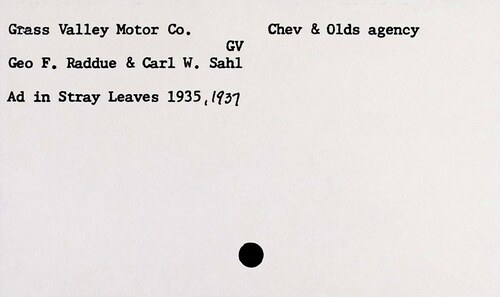 Grass Valley Motor Co. Chev & Olds agency
GV
Geo F. Raddue & Carl W. Sahl
Ad in Stray Leaves 1935, 1937